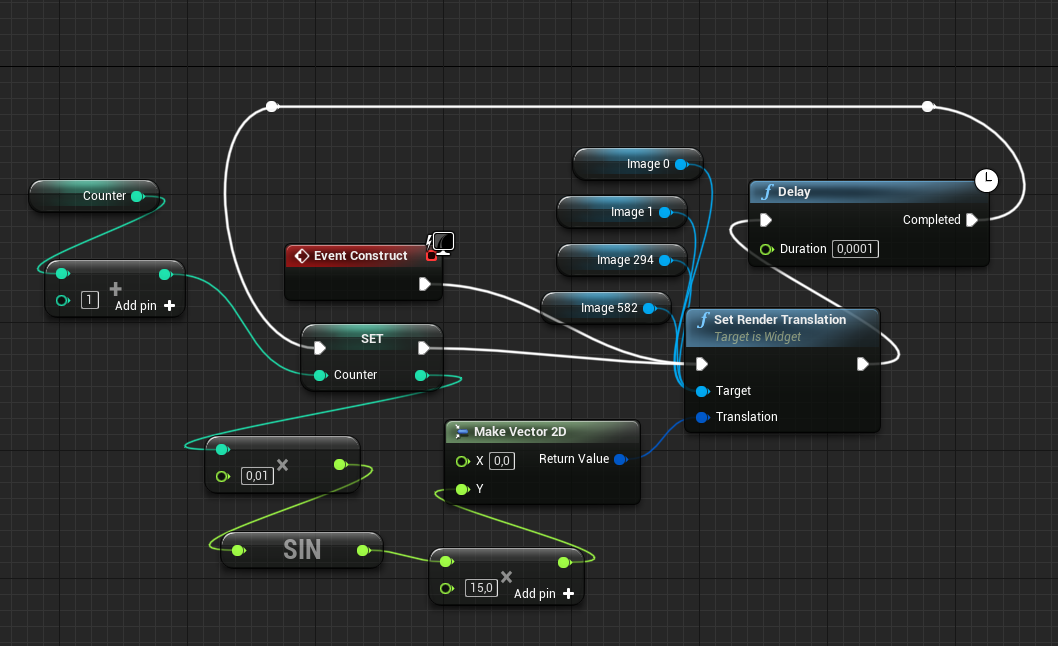 Image 0
Delay
Counter
Image 1
Completed
Event Construct
Duration 0,0001
Image 294
1
Add pin
Image 582
Set Render Translation
Target is Widget
SET
Counter
Target
Translation
Make Vector 2D
X 0,0
Return Value
Y
0,01
SIN
15,0
Add pin